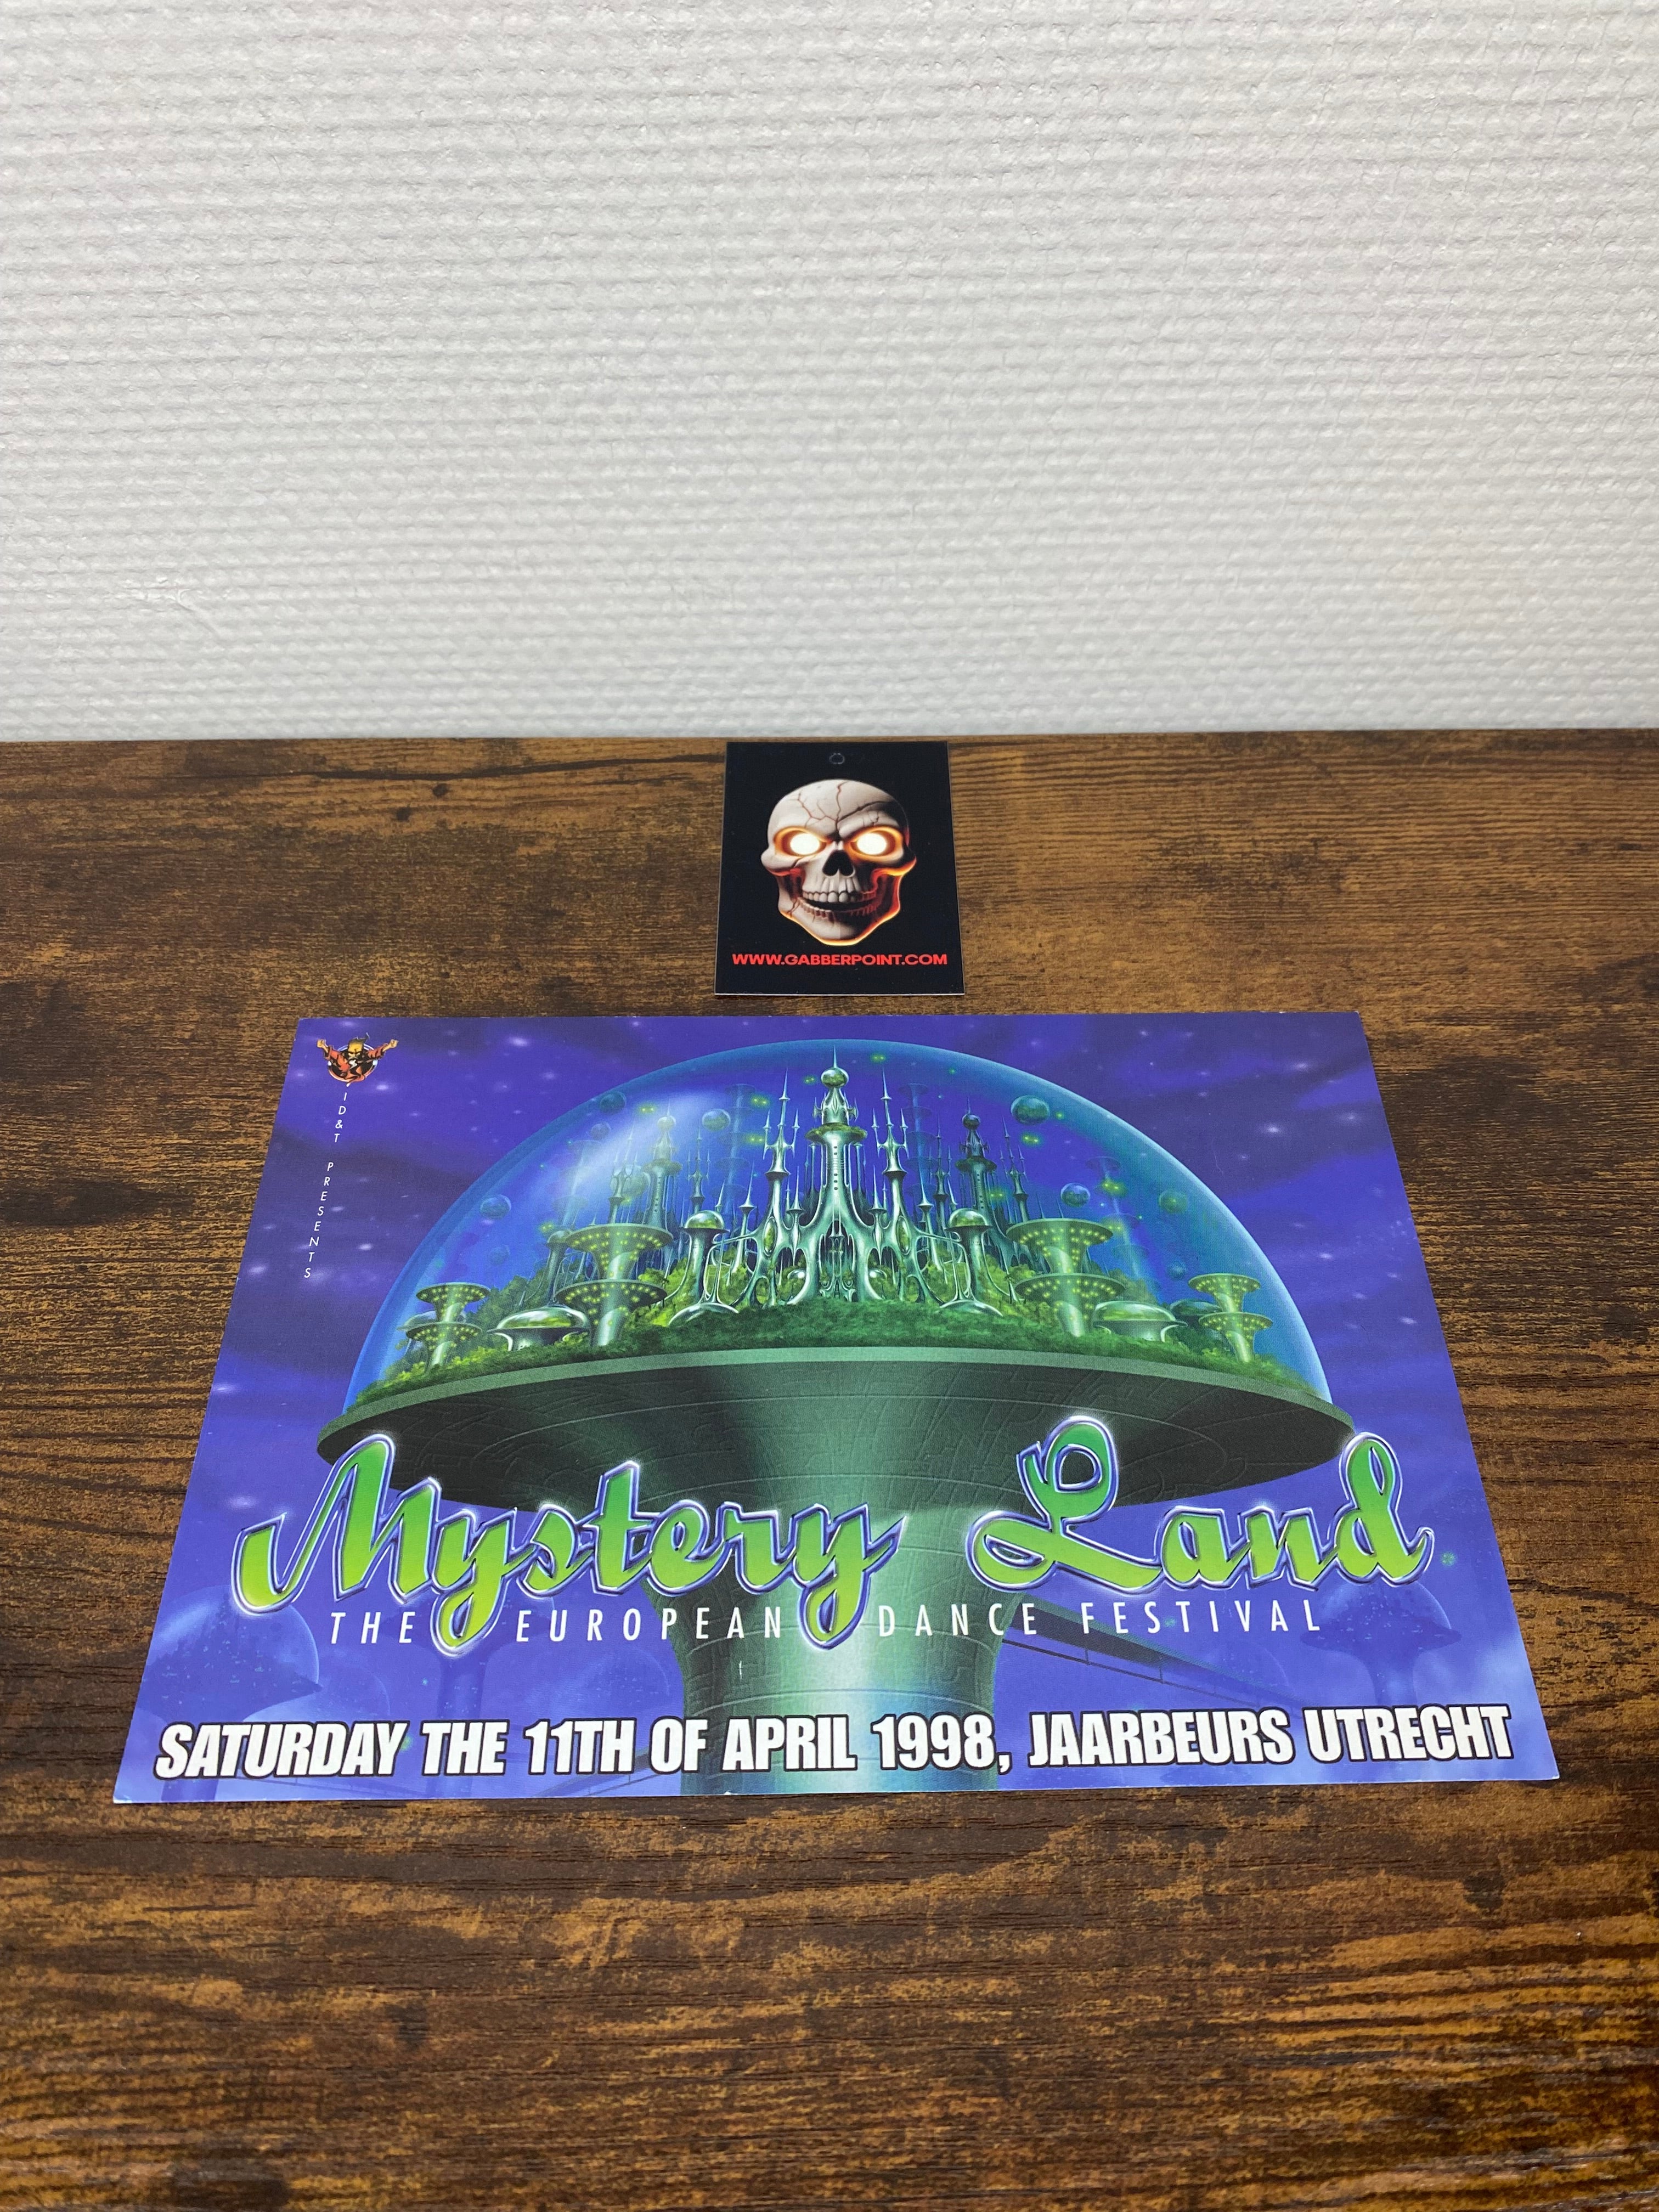 WWW.GABBERPOINT.COM
ID&T PRESENTS
Mystery Land
THE EUROPEAN DANCE FESTIVAL
SATURDAY THE 11TH OF APRIL 1998, JAARBEURS UTRECHT